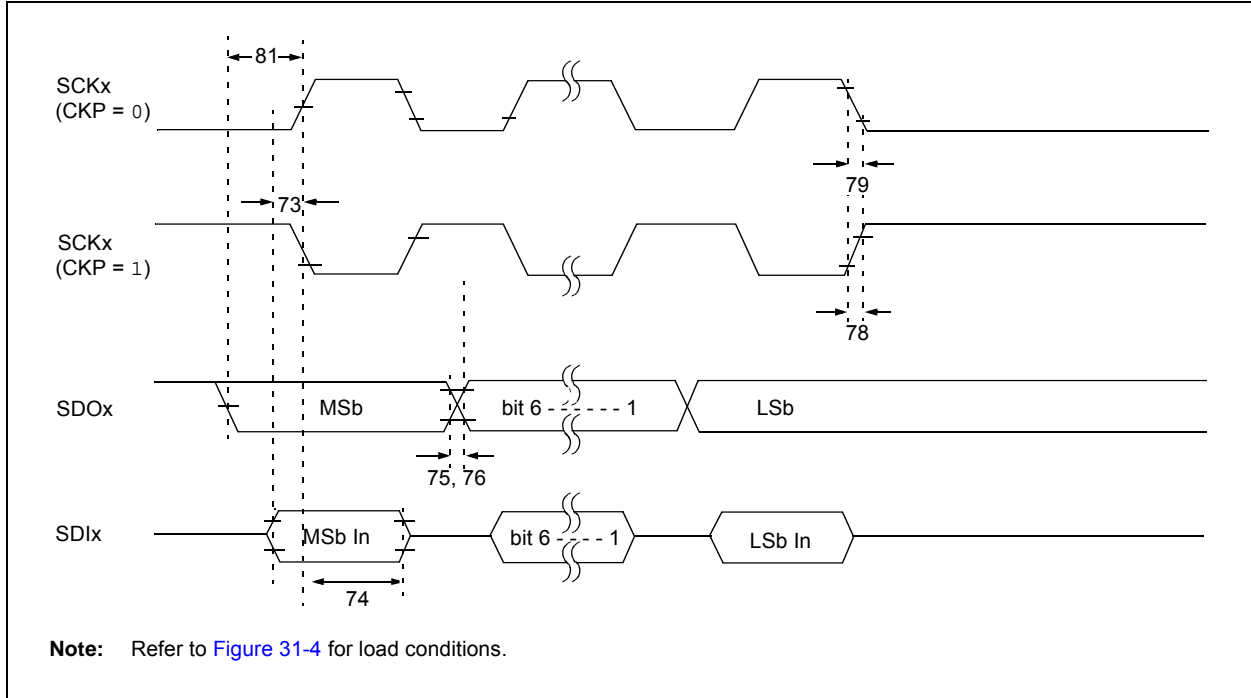 81
SCKx
(CKP = 0)
79
73
SCKx
(CKP = 1)
78
SDOx
MSb
bit 6 - - - - - - 1
LSb
75, 76
SDIx
MSb In
bit 6 - - - - 1
LSb In
74
Note: Refer to Figure 31-4 for load conditions.